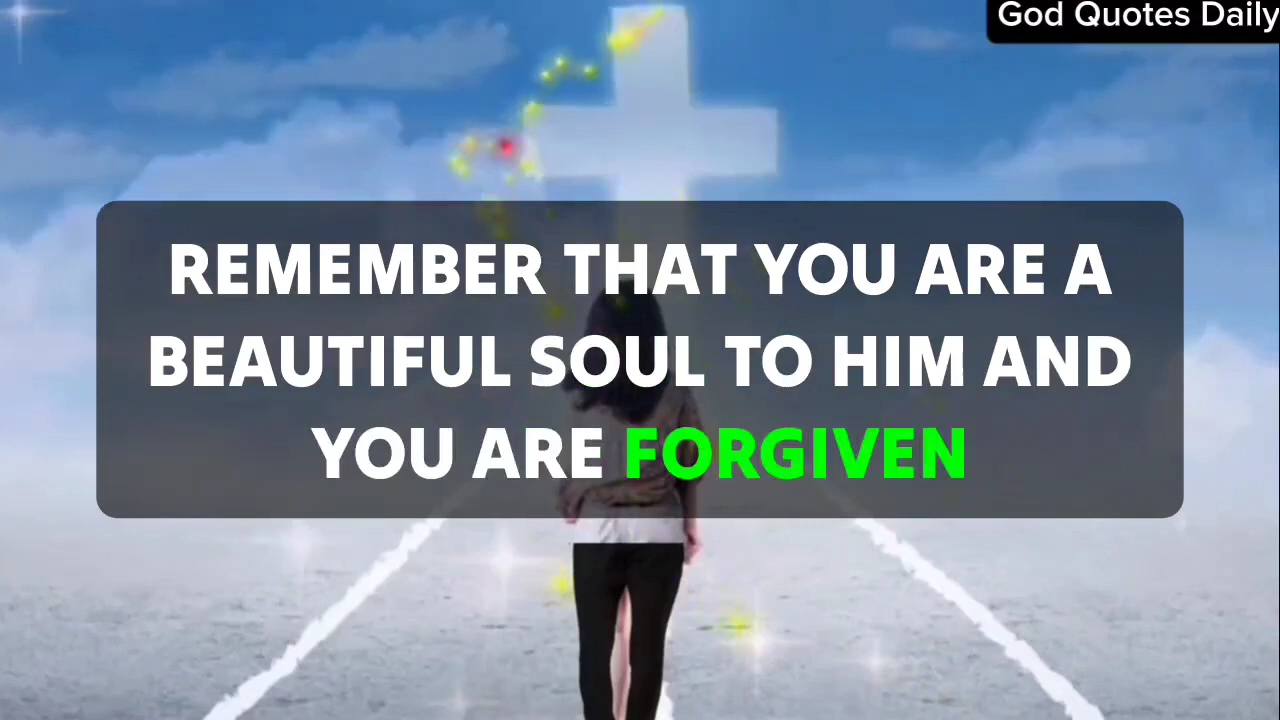 God Quotes Daily
REMEMBER THAT YOU ARE A
BEAUTIFUL SOUL TO HIM AND
YOU ARE FORGIVEN